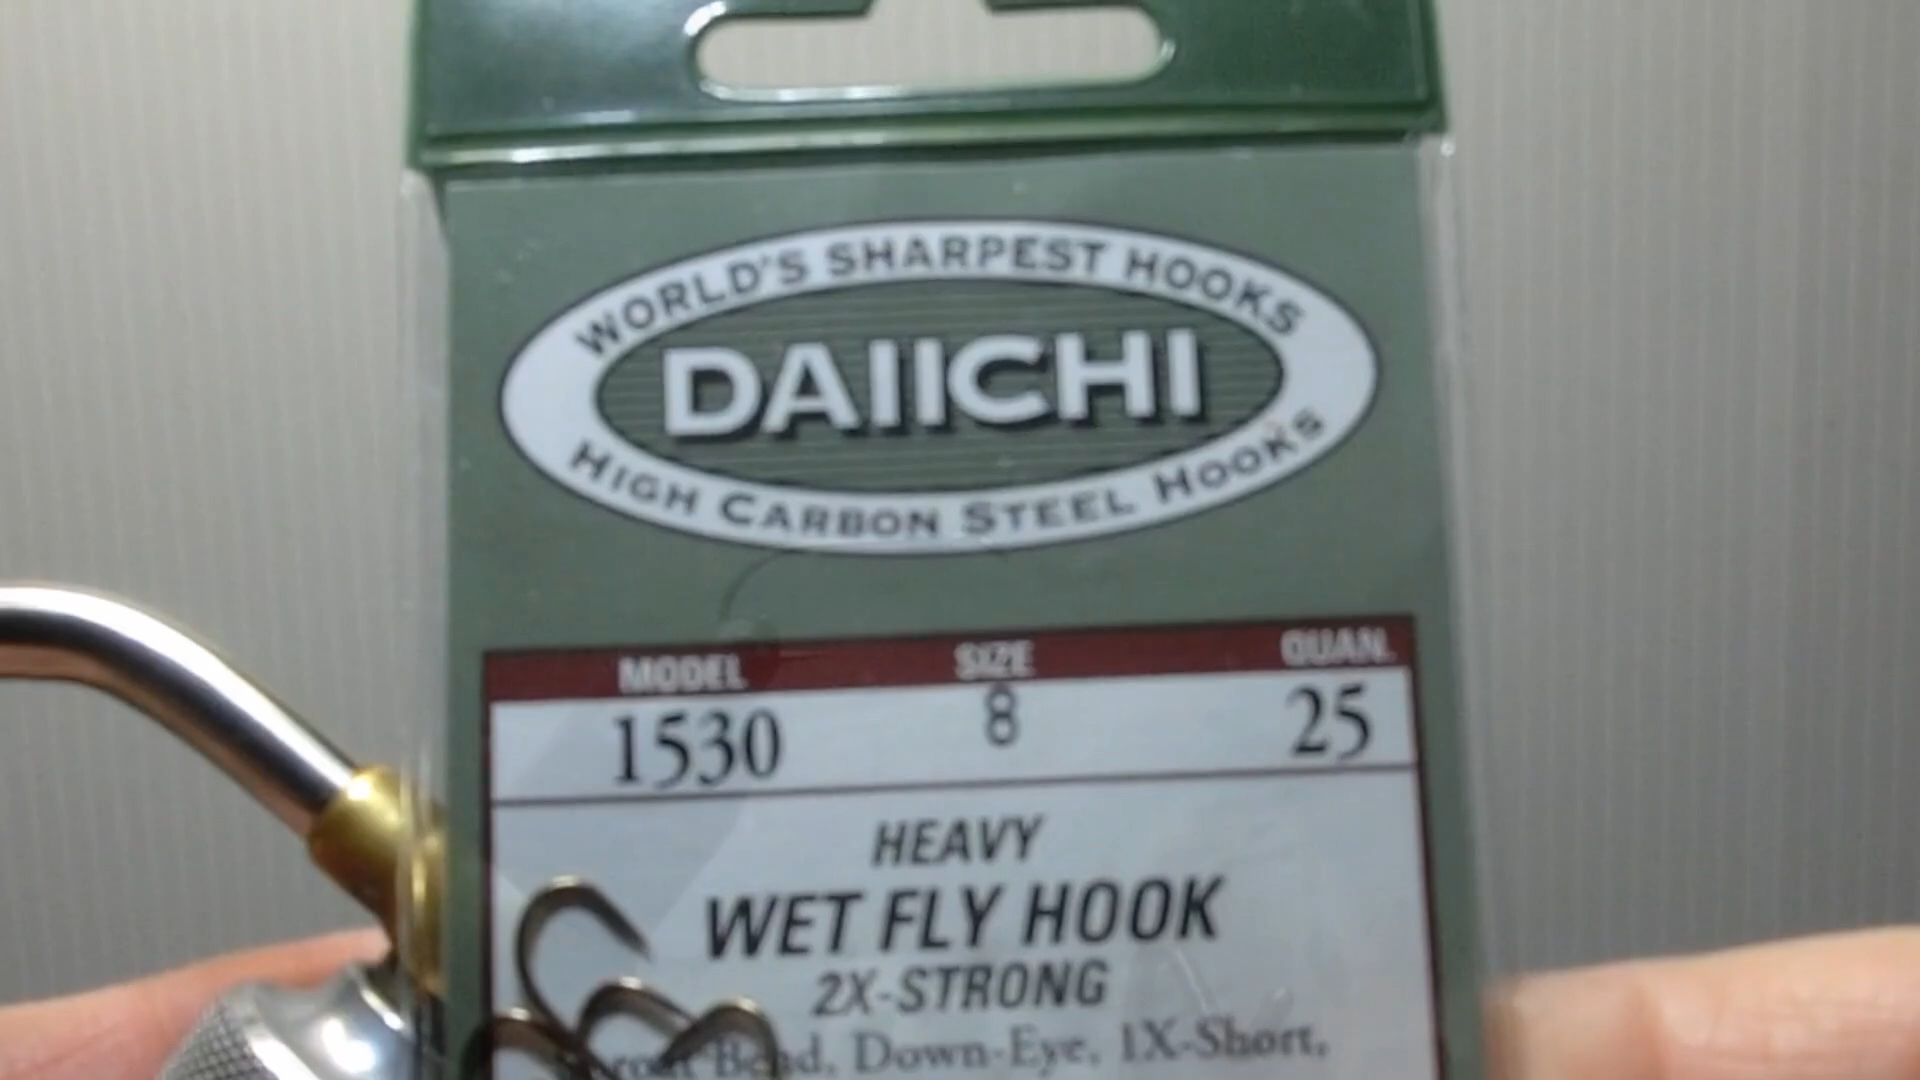 WORLD'S SHARPEST HOOKS
DAIICHI
HIGH CARBON STEEL HOOKS
MODEL SIZE QUAN.
1530 8 25
HEAVY
WET FLY HOOK
2X-STRONG
Bend, Down-Eye, 1X-Short,